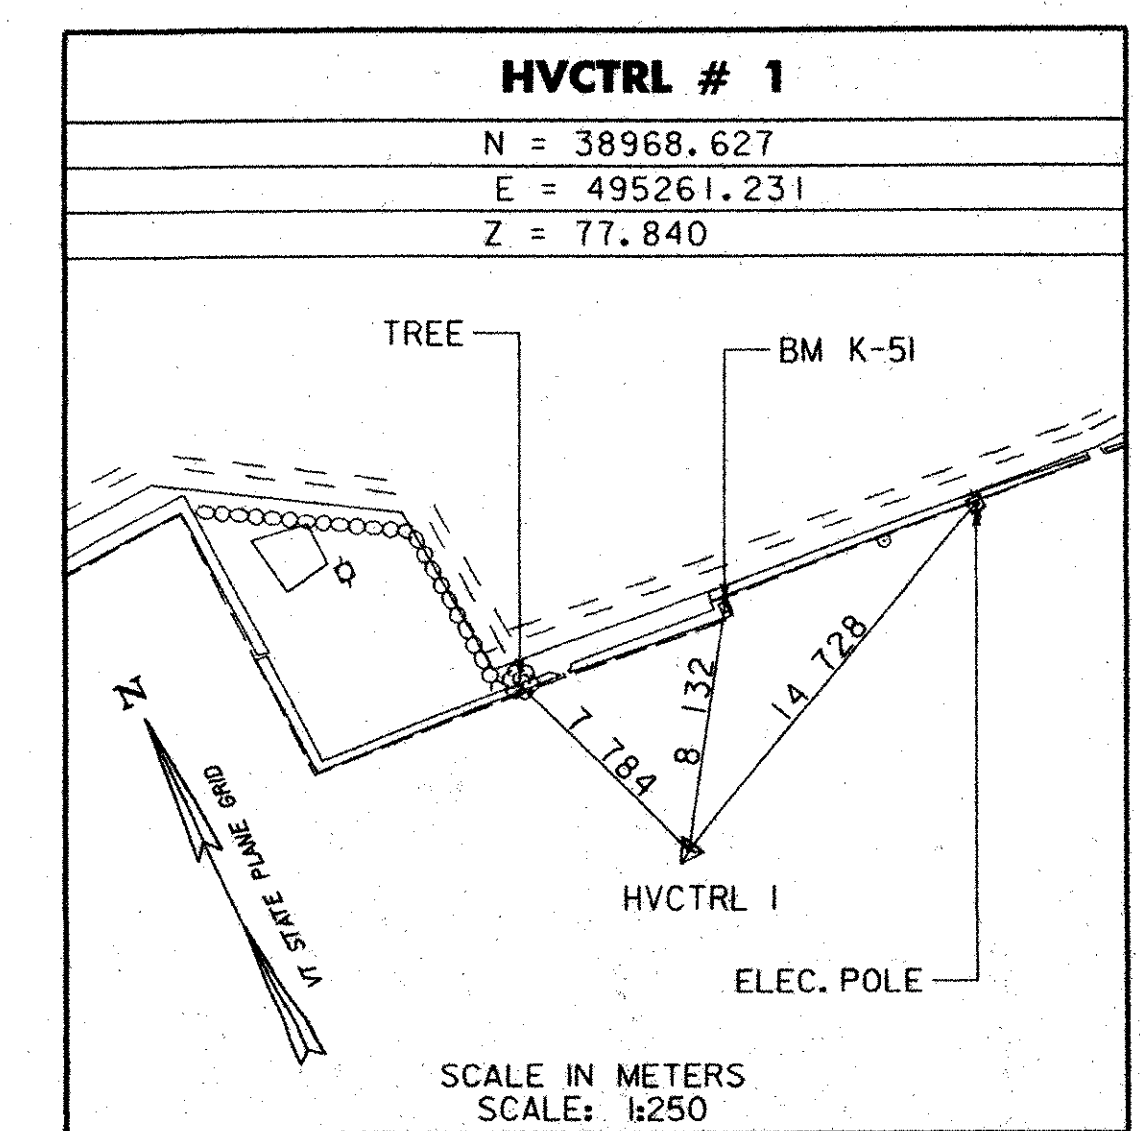 HVCTRL # 1
N = 38968.627
E = 495261.231
Z = 77.840
TREE
BM K-51
7 784
8 132
14 728
N
VT STATE PLANE GRID
HVCTRL 1
ELEC. POLE
SCALE IN METERS
SCALE: 1:250